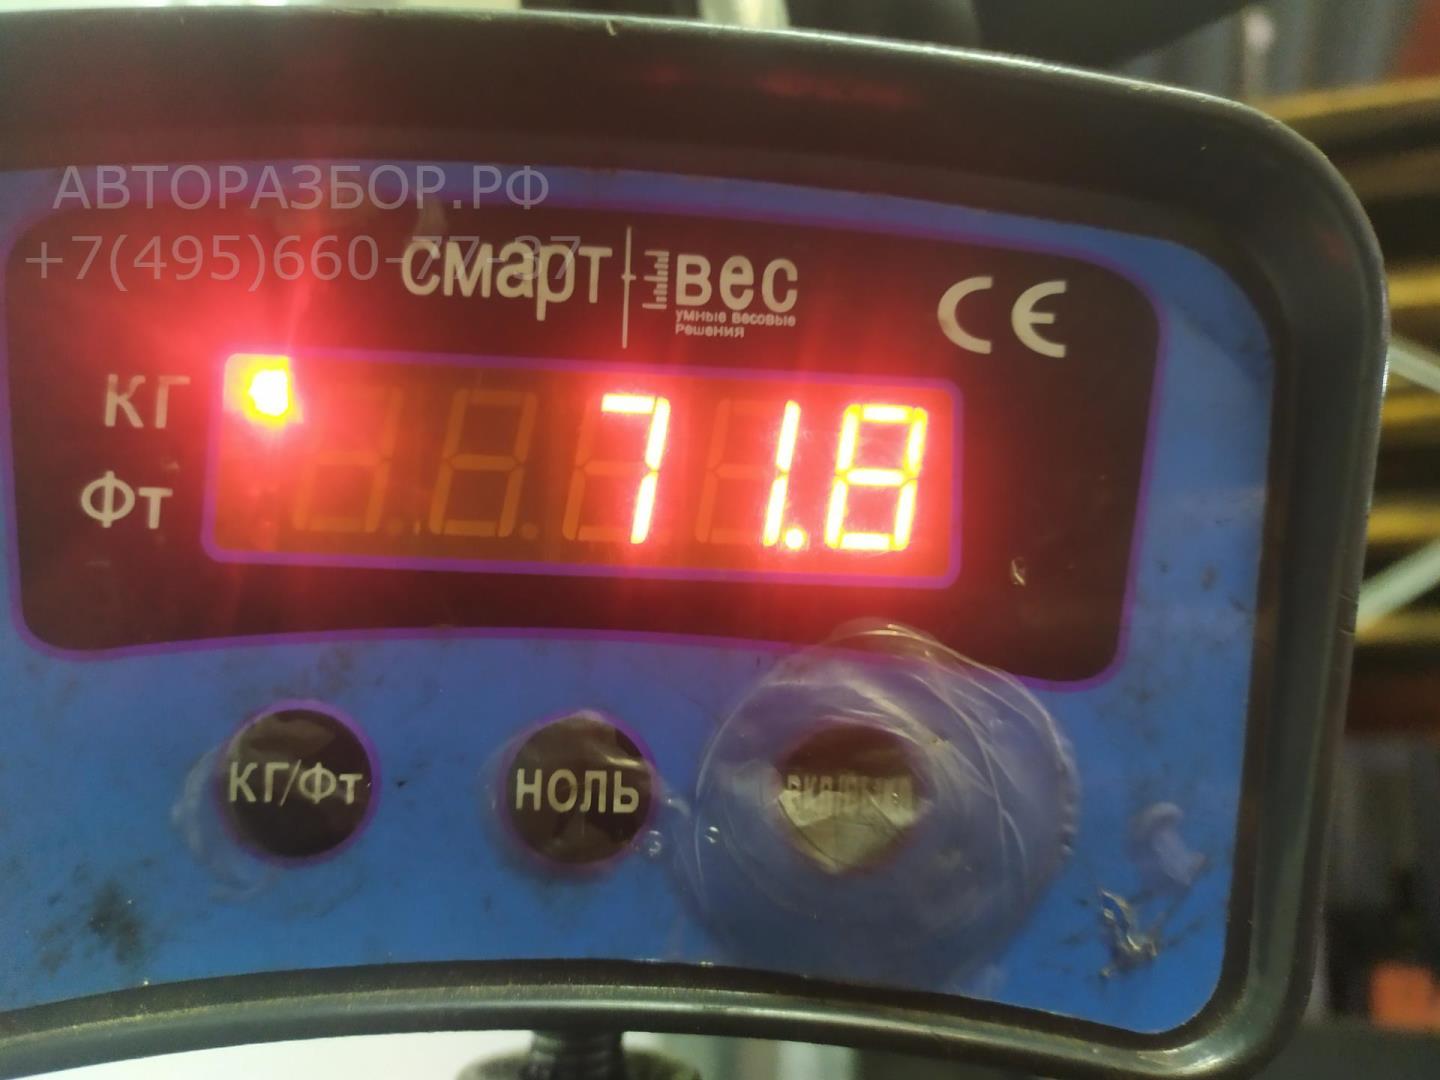 АВТОРАЗБОР.РФ
+7(495)660-77-37
смарт вес
умные весовые
решения
CE
КГ
71.8
Фт
КГ/Фт
НОЛЬ